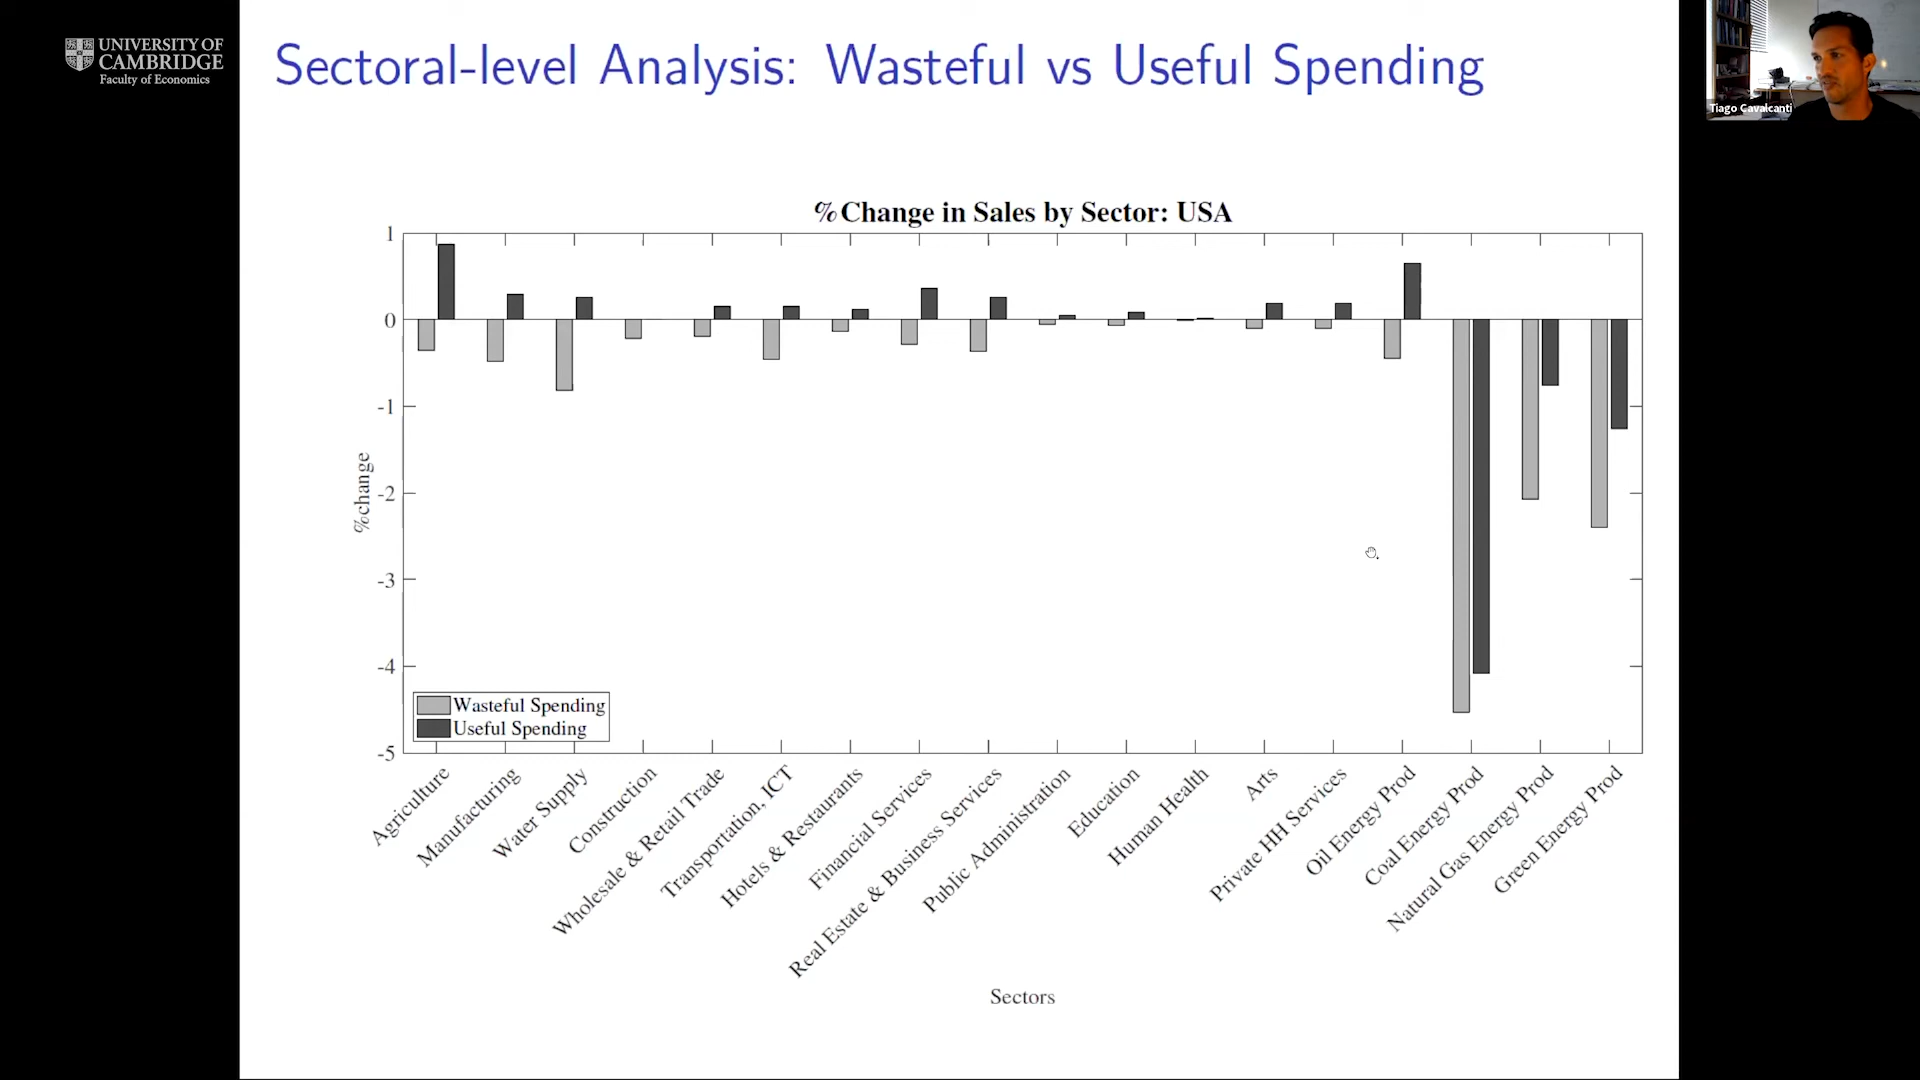 UNIVERSITY OF
CAMBRIDGE
Faculty of Economics
Sectoral-level Analysis: Wasteful vs Useful Spending
Tiago Cavalcanti
%Change in Sales by Sector: USA
1
0
-1
-2
-3
-4
-5
%change
Wasteful Spending
Useful Spending
Agriculture
Manufacturing
Water Supply
Construction
Wholesale & Retail Trade
Transportation, ICT
Hotels & Restaurants
Financial Services
Real Estate & Business Services
Public Administration
Education
Human Health
Arts
Private HH Services
Oil Energy Prod
Coal Energy Prod
Natural Gas Energy Prod
Green Energy Prod
Sectors